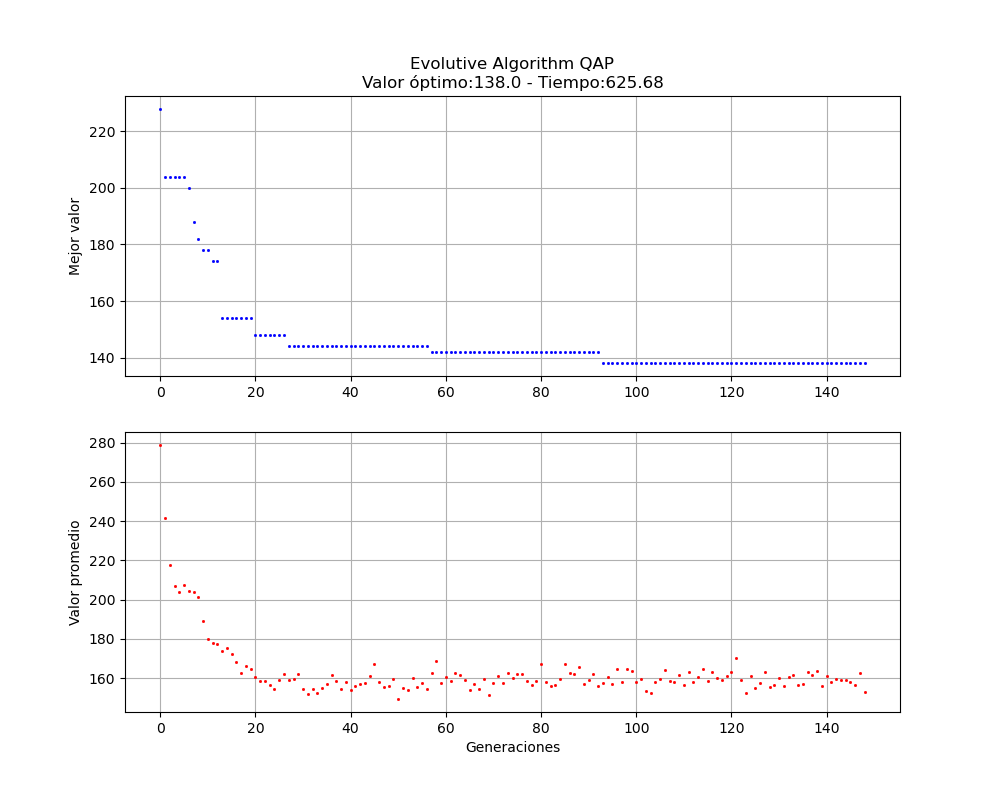 Evolutive Algorithm QAP
Valor óptimo:138.0 - Tiempo:625.68
220
200
180
160
140
Mejor valor
0 20 40 60 80 100 120 140
280
260
240
220
200
180
160
Valor promedio
0 20 40 60 80 100 120 140
Generaciones